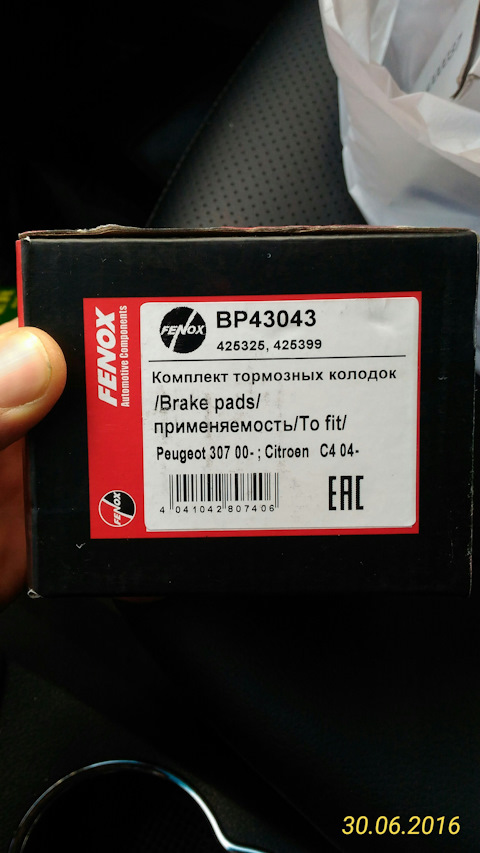 FENOX
Automotive Components
FENOX
FENOX
BP43043
425325, 425399
Комплект тормозных колодок
/Brake pads/
применяемость/To fit/
Peugeot 307 00- ; Citroen C4 04-
4 041042 807406
EAC
30.06.2016